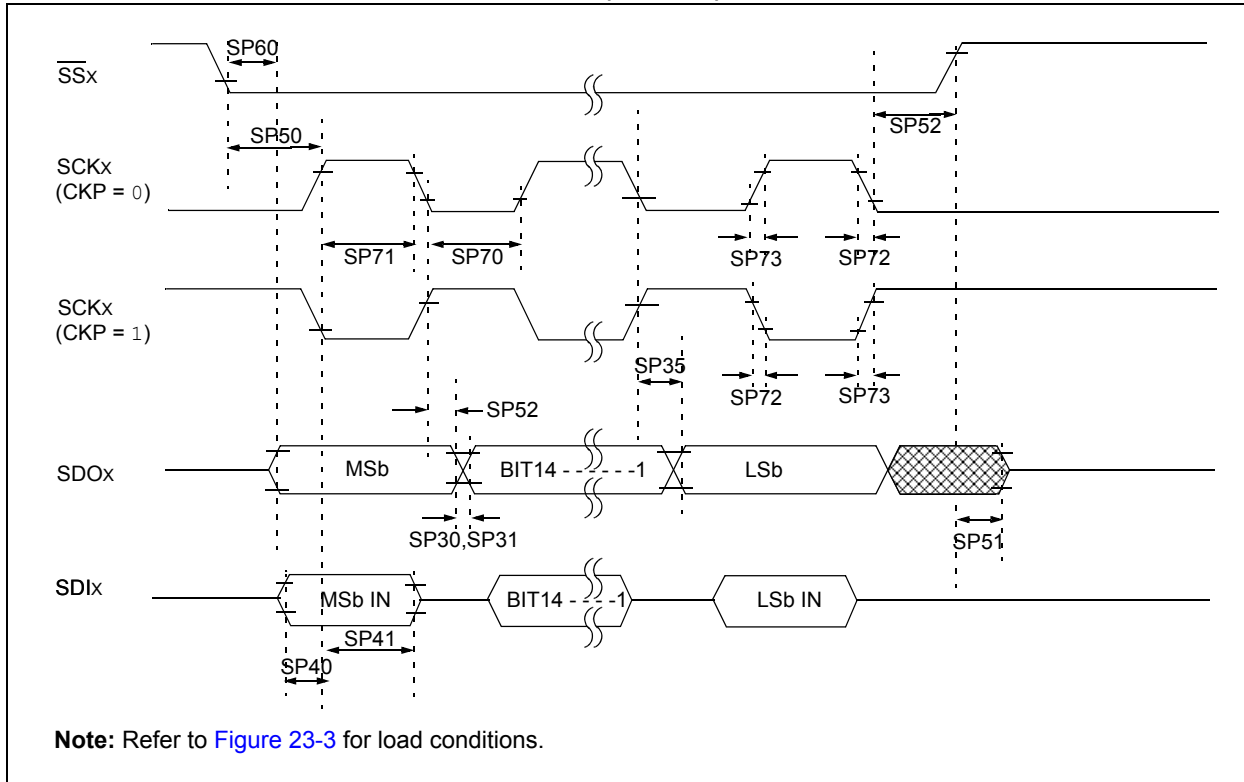 SP60
SSx
SP50
SP52
SCKx
(CKP = 0)
SP71
SP70
SP73
SP72
SCKx
(CKP = 1)
SP35
SP72
SP73
SP52
SDOx
MSb
BIT14 - - - - - -1
LSb
SP30,SP31
SP51
SDIx
MSb IN
BIT14 - - - -1
LSb IN
SP41
SP40
Note: Refer to Figure 23-3 for load conditions.